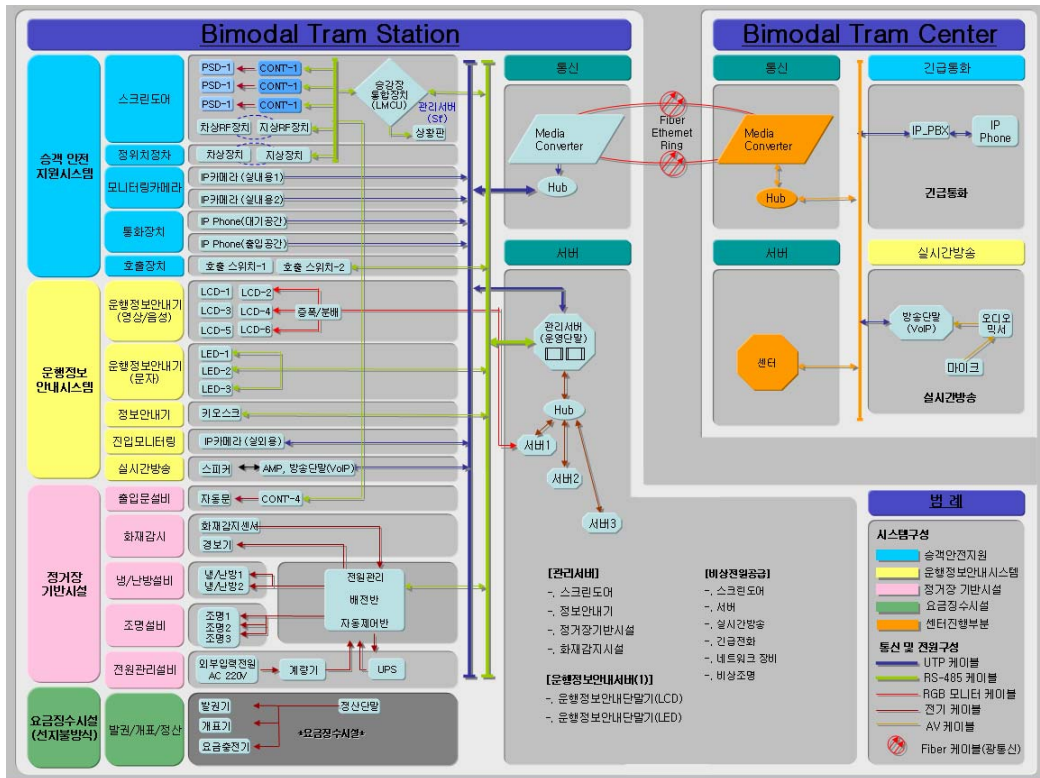 Bimodal Tram Station
승객 안전
지원시스템
스크린도어
PSD-1
CONT'-1
PSD-1
CONT'-1
PSD-1
CONT'-1
승강장
통합장치
(LMCU)
관리서버
(Sf)
상황판
차상RF장치
지상RF장치
정위치정차
차상장치
지상장치
모니터링카메라
IP카메라 (실내용1)
IP카메라 (실내용2)
통화장치
IP Phone(대기공간)
IP Phone(출입공간)
호출장치
호출 스위치-1
호출 스위치-2
운행정보
안내시스템
운행정보안내기
(영상/음성)
LCD-1
LCD-2
LCD-3
LCD-4
증폭/분배
LCD-5
LCD-6
운행정보안내기
(문자)
LED-1
LED-2
LED-3
정보안내기
키오스크
진입모니터링
IP카메라 (실외용)
실시간방송
스피커
AMP, 방송단말(VoIP)
정거장
기반시설
출입문설비
자동문
CONT'-4
화재감시
화재감지센서
경보기
냉/난방설비
냉/난방1
냉/난방2
전원관리
배전반
자동제어반
조명설비
조명1
조명2
조명3
전원관리설비
외부입력전원
AC 220V
계량기
UPS
요금징수시설
(선지불방식)
발권/개표/정산
발권기
정산단말
개표기
요금충전기
*요금징수시설*
통신
Media
Converter
Hub
Fiber
Ethernet
Ring
서버
관리서버
(운영단말)
Hub
서버1
서버2
서버3
[관리서버]
-. 스크린도어
-. 정보안내기
-. 정거장기반시설
-. 화재감지시설
[운행정보안내서버(1)]
-. 운행정보안내단말기(LCD)
-. 운행정보안내단말기(LED)
[비상전원공급]
-. 스크린도어
-. 서버
-. 실시간방송
-. 긴급전화
-. 네트워크 장비
-. 비상조명
Bimodal Tram Center
통신
Media
Converter
Hub
긴급통화
IP_PBX
IP
Phone
긴급통화
서버
센터
실시간방송
방송단말
(VoIP)
오디오
믹서
마이크
실시간방송
범 례
시스템구성
승객안전지원
운행정보안내시스템
정거장 기반시설
요금징수시설
센터진행부분
통신 및 전원구성
UTP 케이블
RS-485 케이블
RGB 모니터 케이블
전기 케이블
AV 케이블
Fiber 케이블(광통신)